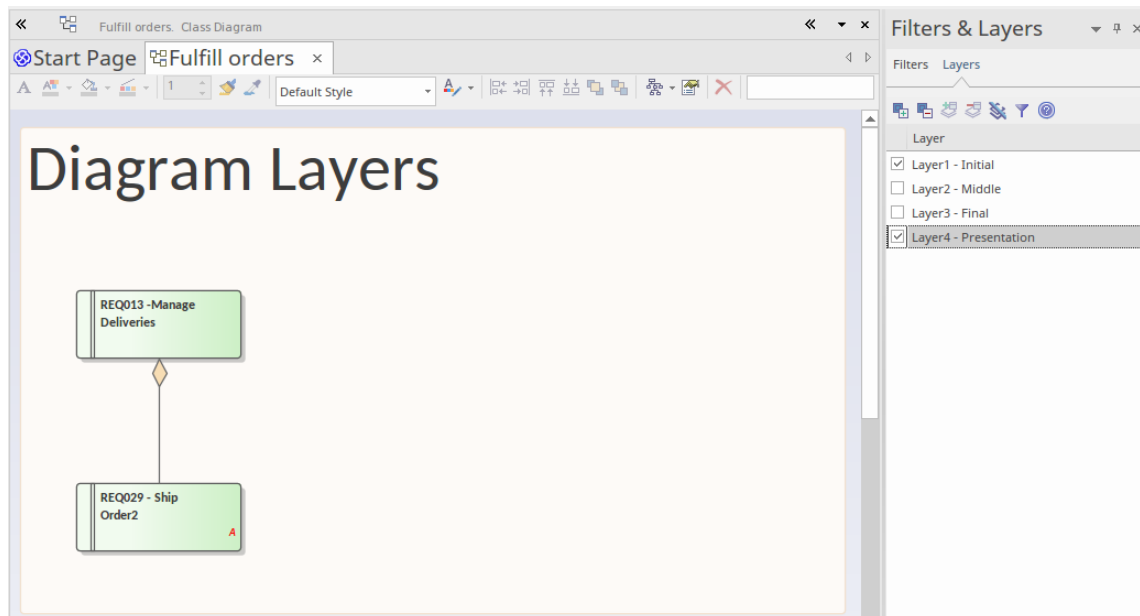 Fulfill orders. Class Diagram
Start Page
Fulfill orders
1
Default Style
Diagram Layers
REQ013 -Manage
Deliveries
REQ029 - Ship
Order2
A
Filters & Layers
Filters Layers
Layer
Layer1 - Initial
Layer2 - Middle
Layer3 - Final
Layer4 - Presentation